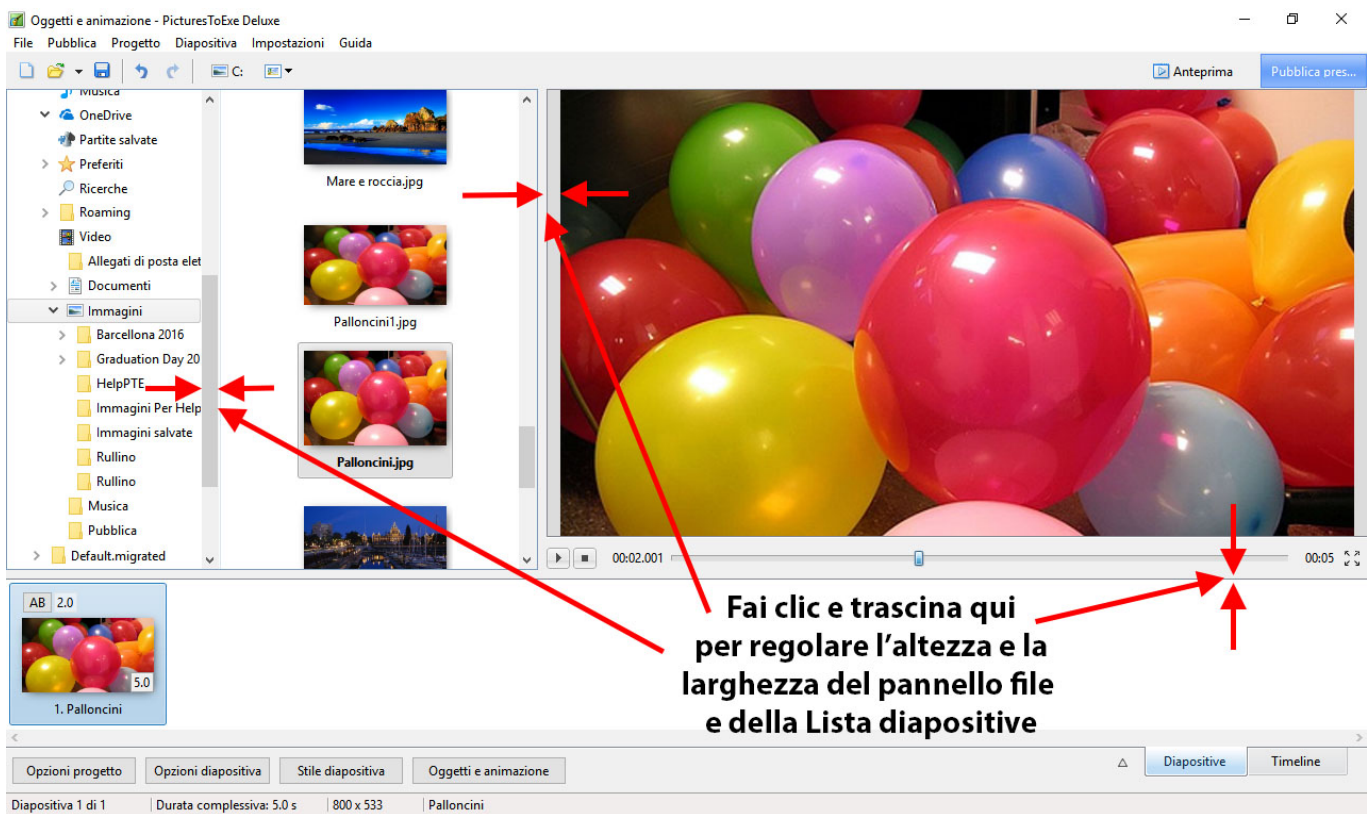 Oggetti e animazione - PicturesToExe Deluxe
File Pubblica Progetto Diapositiva Impostazioni Guida
C:
Anteprima
Pubblica pres...
Musica
OneDrive
Partite salvate
Preferiti
Ricerche
Roaming
Video
Allegati di posta elet
Documenti
Immagini
Barcellona 2016
Graduation Day 20
HelpPTE
Immagini Per Help
Immagini salvate
Rullino
Rullino
Musica
Pubblica
Default.migrated
Mare e roccia.jpg
Palloncini1.jpg
Palloncini.jpg
00:02.001
00:05
AB 2.0
5.0
1. Palloncini
Fai clic e trascina qui
per regolare l'altezza e la
larghezza del pannello file
e della Lista diapositive
Opzioni progetto
Opzioni diapositiva
Stile diapositiva
Oggetti e animazione
Diapositive
Timeline
Diapositiva 1 di 1
Durata complessiva: 5.0 s
800 x 533
Palloncini